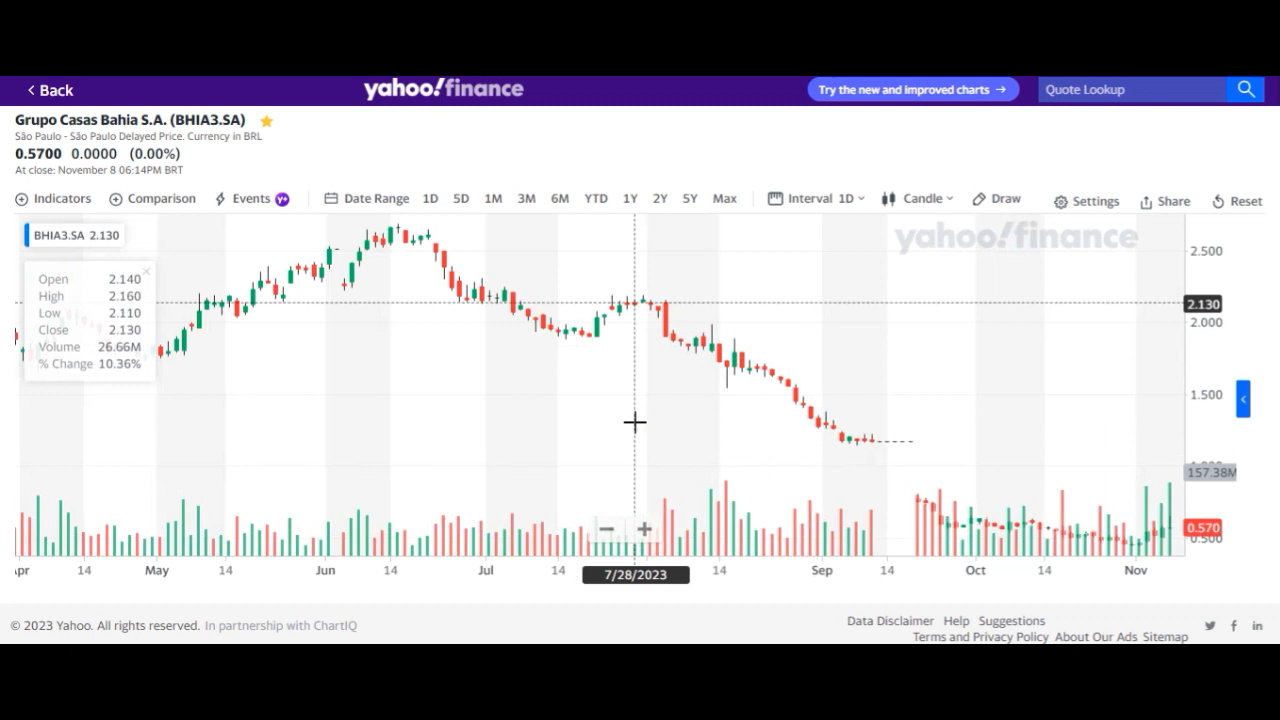 Back
yahoo!finance
Try the new and improved charts →
Quote Lookup
Grupo Casas Bahia S.A. (BHIA3.SA)
São Paulo - São Paulo Delayed Price. Currency in BRL
0.5700 0.0000 (0.00%)
At close: November 8 06:14PM BRT
Indicators Comparison Events Y+ Date Range 1D 5D 1M 3M 6M YTD 1Y 2Y 5Y Max Interval 1D Candle Draw Settings Share Reset
BHIA3.SA 2.130
yahoo!finance
2.500
Open 2.140
High 2.160
Low 2.110
Close 2.130
Volume 26.66M
% Change 10.36%
2.130
2.000
1.500
157.38M
0.570
0.500
Apr 14 May 14 Jun 14 Jul 7/28/2023 14 Sep 14 Oct 14 Nov
© 2023 Yahoo. All rights reserved. In partnership with ChartIQ
Data Disclaimer Help Suggestions
Terms and Privacy Policy About Our Ads Sitemap